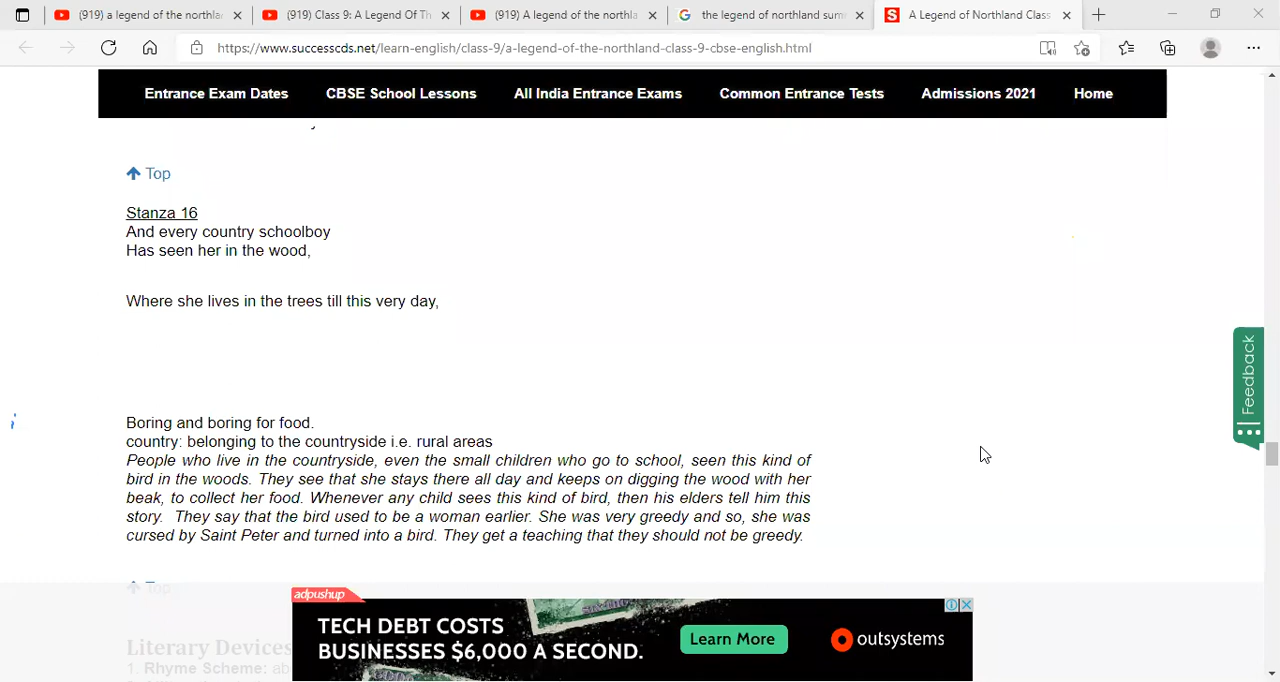 (919) a legend of the northla
(919) Class 9: A Legend Of Th
(919) A legend of the northla
the legend of northland sum
A Legend of Northland Class
https://www.successcds.net/learn-english/class-9/a-legend-of-the-northland-class-9-cbse-english.html
Entrance Exam Dates CBSE School Lessons All India Entrance Exams Common Entrance Tests Admissions 2021 Home
Top
Stanza 16
And every country schoolboy
Has seen her in the wood,
Where she lives in the trees till this very day,
Boring and boring for food.
country: belonging to the countryside i.e. rural areas
People who live in the countryside, even the small children who go to school, seen this kind of
bird in the woods. They see that she stays there all day and keeps on digging the wood with her
beak, to collect her food. Whenever any child sees this kind of bird, then his elders tell him this
story. They say that the bird used to be a woman earlier. She was very greedy and so, she was
cursed by Saint Peter and turned into a bird. They get a teaching that they should not be greedy.
Feedback
Top
Literary Devices
1. Rhyme Scheme: ab
adpushup
TECH DEBT COSTS
BUSINESSES $6,000 A SECOND.
Learn More
outsystems